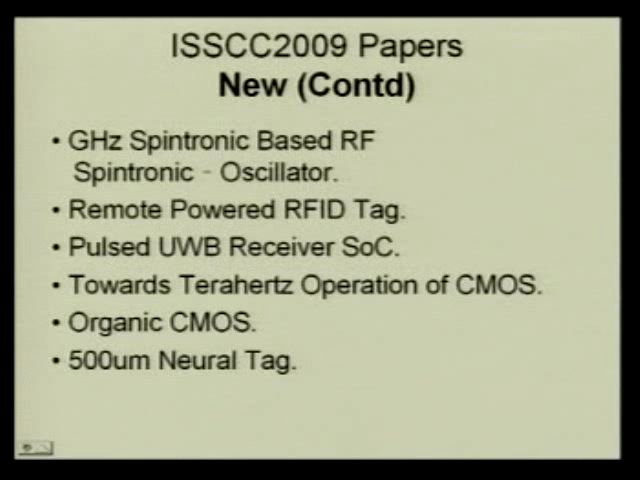 ISSCC2009 Papers
New (Contd)
• GHz Spintronic Based RF
Spintronic - Oscillator.
• Remote Powered RFID Tag.
• Pulsed UWB Receiver SoC.
• Towards Terahertz Operation of CMOS.
• Organic CMOS.
• 500um Neural Tag.